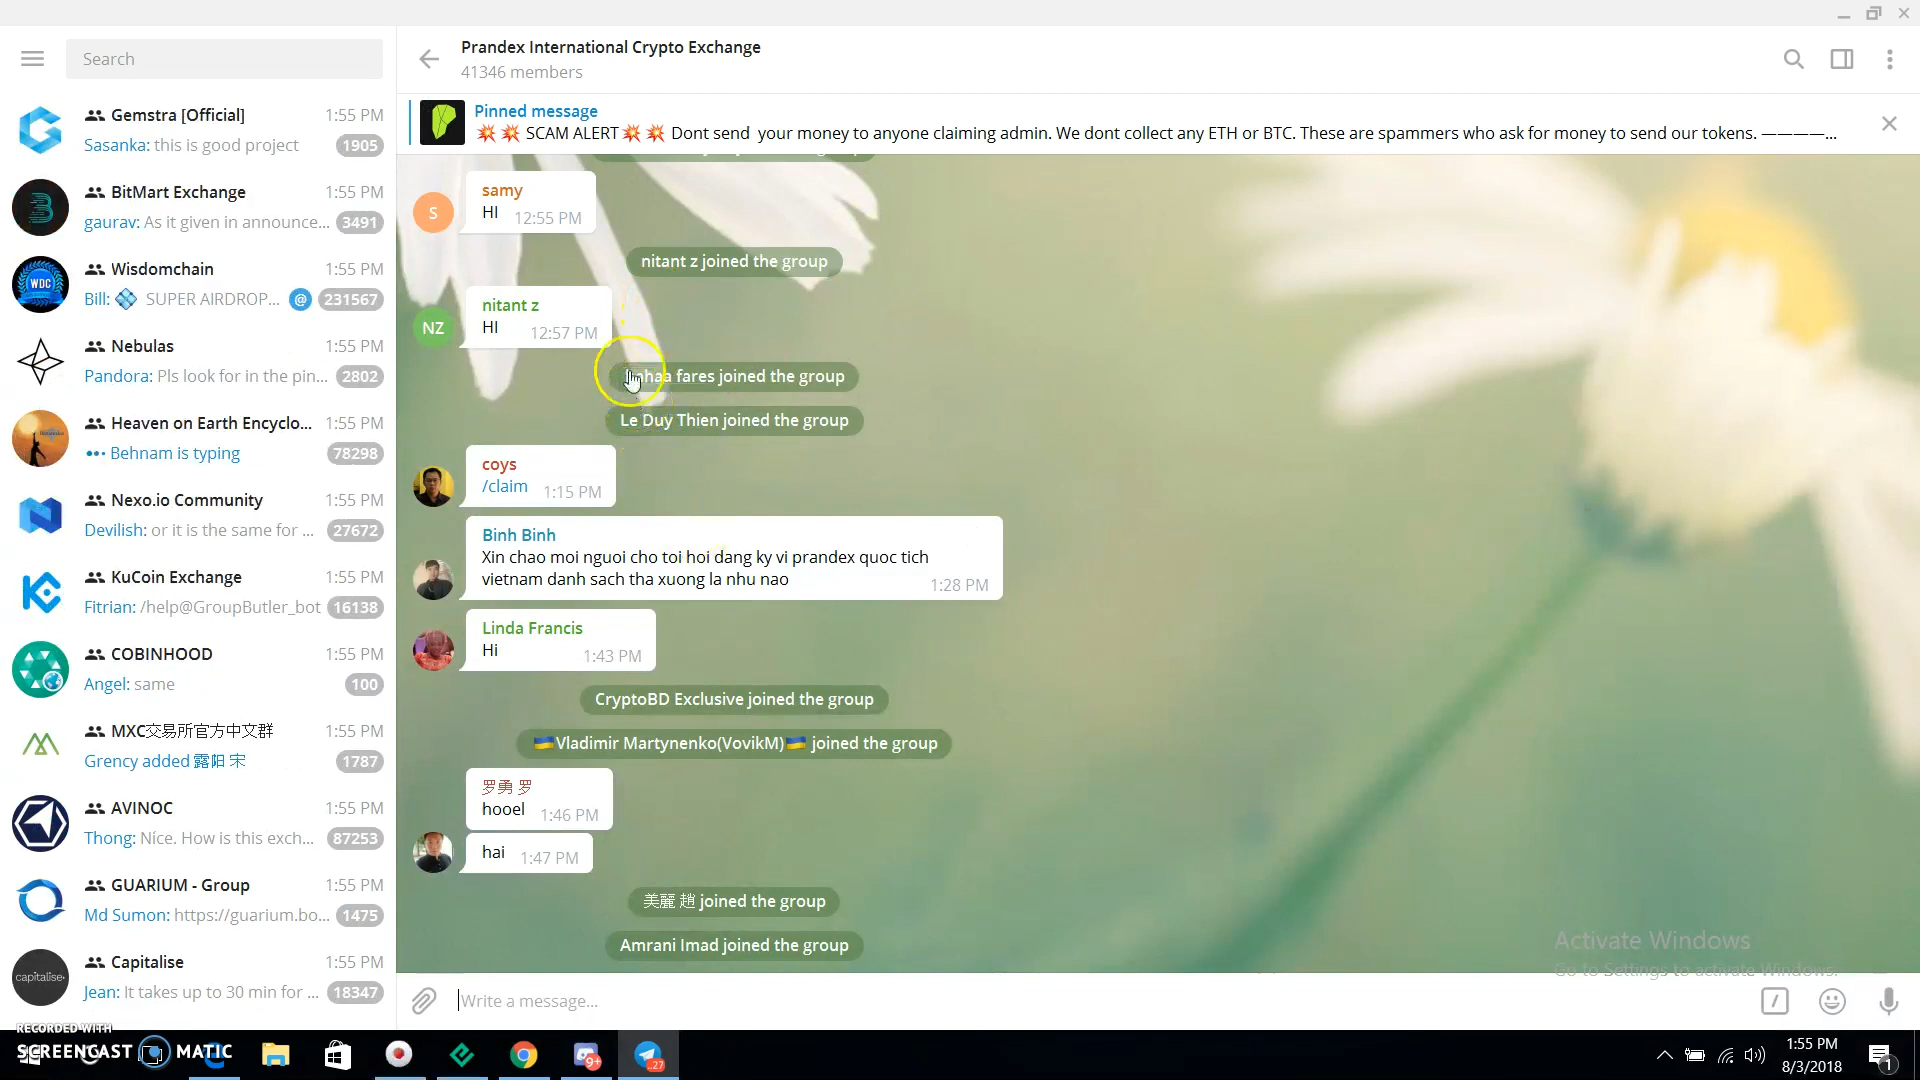 Search
Gemstra [Official] 1:55 PM
Sasanka: this is good project 1905
BitMart Exchange 1:55 PM
gaurav: As it given in announce... 3491
WDC
Wisdomchain 1:55 PM
Bill: SUPER AIRDROP... @ 231567
Nebulas 1:55 PM
Pandora: Pls look for in the pin... 2802
Heaven on Earth Encyclo... 1:55 PM
Behnam is typing 78298
Nexo.io Community 1:55 PM
Devilish: or it is the same for ... 27672
KuCoin Exchange 1:55 PM
Fitrian: /help@GroupButler_bot 16138
COBINHOOD 1:55 PM
Angel: same 100
MXC交易所官方中文群 1:55 PM
Grency added 露阳 宋 1787
AVINOC 1:55 PM
Thong: Níce. How is this exch... 87253
GUARIUM - Group 1:55 PM
Md Sumon: https://guarium.bo... 1475
capitalise
Capitalise 1:55 PM
Jean: It takes up to 30 min for ... 18347
Prandex International Crypto Exchange
41346 members
Pinned message
💥 💥 SCAM ALERT💥 💥 Dont send your money to anyone claiming admin. We dont collect any ETH or BTC. These are spammers who ask for money to send our tokens. ————...
S
samy
HI 12:55 PM
nitant z joined the group
NZ
nitant z
HI 12:57 PM
fares joined the group
Le Duy Thien joined the group
coys
/claim 1:15 PM
Binh Binh
Xin chao moi nguoi cho toi hoi dang ky vi prandex quoc tich
vietnam danh sach tha xuong la nhu nao 1:28 PM
Linda Francis
Hi 1:43 PM
CryptoBD Exclusive joined the group
🇺🇦Vladimir Martynenko(VovikM)🇺🇦 joined the group
罗勇 罗
hooel 1:46 PM
hai 1:47 PM
美麗 趙 joined the group
Amrani Imad joined the group
Activate Windows
Go to Settings to activate Windows.
Write a message...
RECORDED WITH
SCREENCAST MATIC
9+
..27
1:55 PM
8/3/2018
1